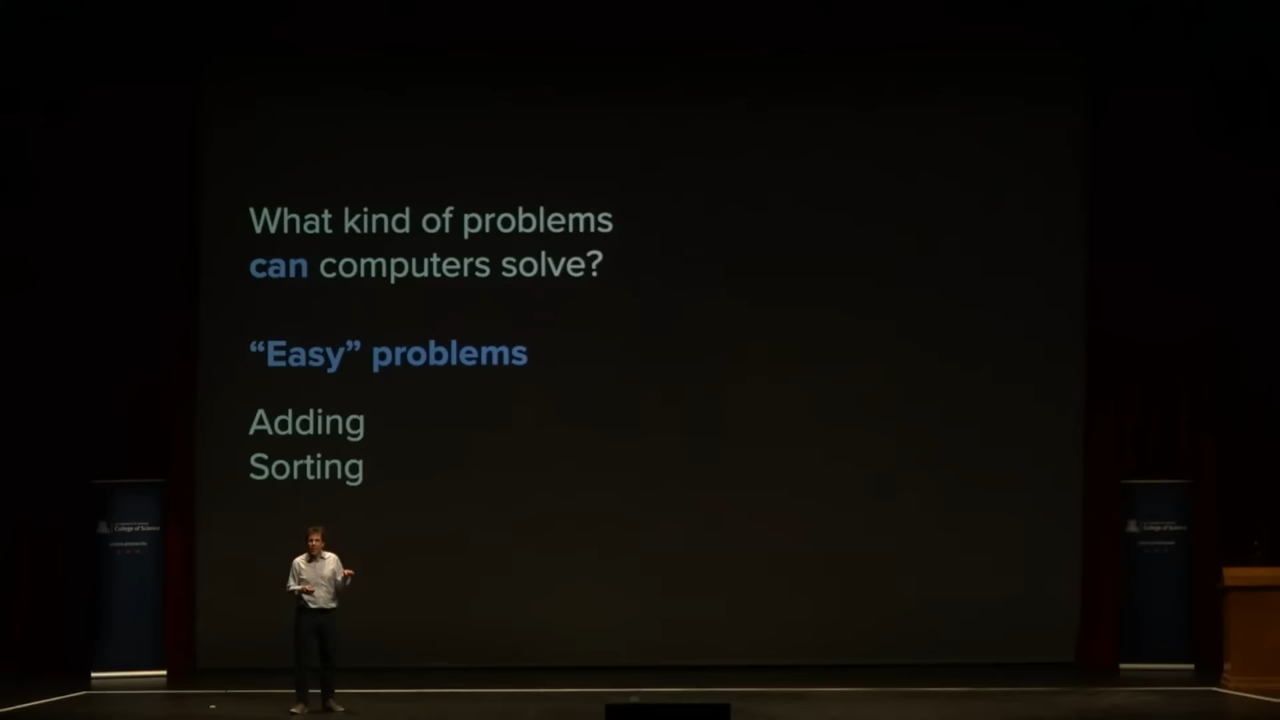 What kind of problems
can computers solve?
“Easy” problems
Adding
Sorting
College of Science
College of Science